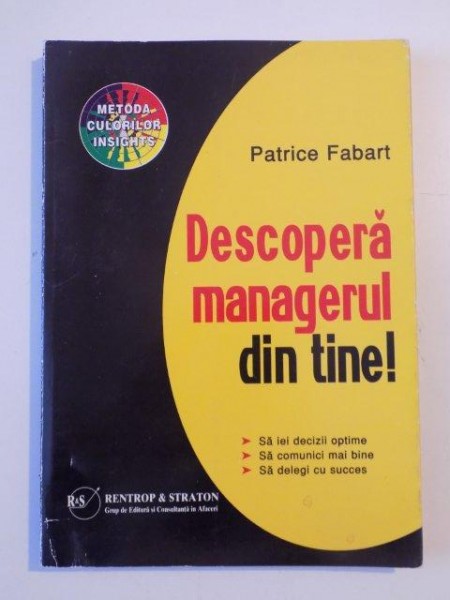 METODA
CULORILOR
INSIGHTS
Patrice Fabart
Descoperă
managerul
din tine!
Să iei decizii optime
Să comunici mai bine
Să delegi cu succes
R&S
RENTROP & STRATON
Grup de Editură și Consultanță în Afaceri